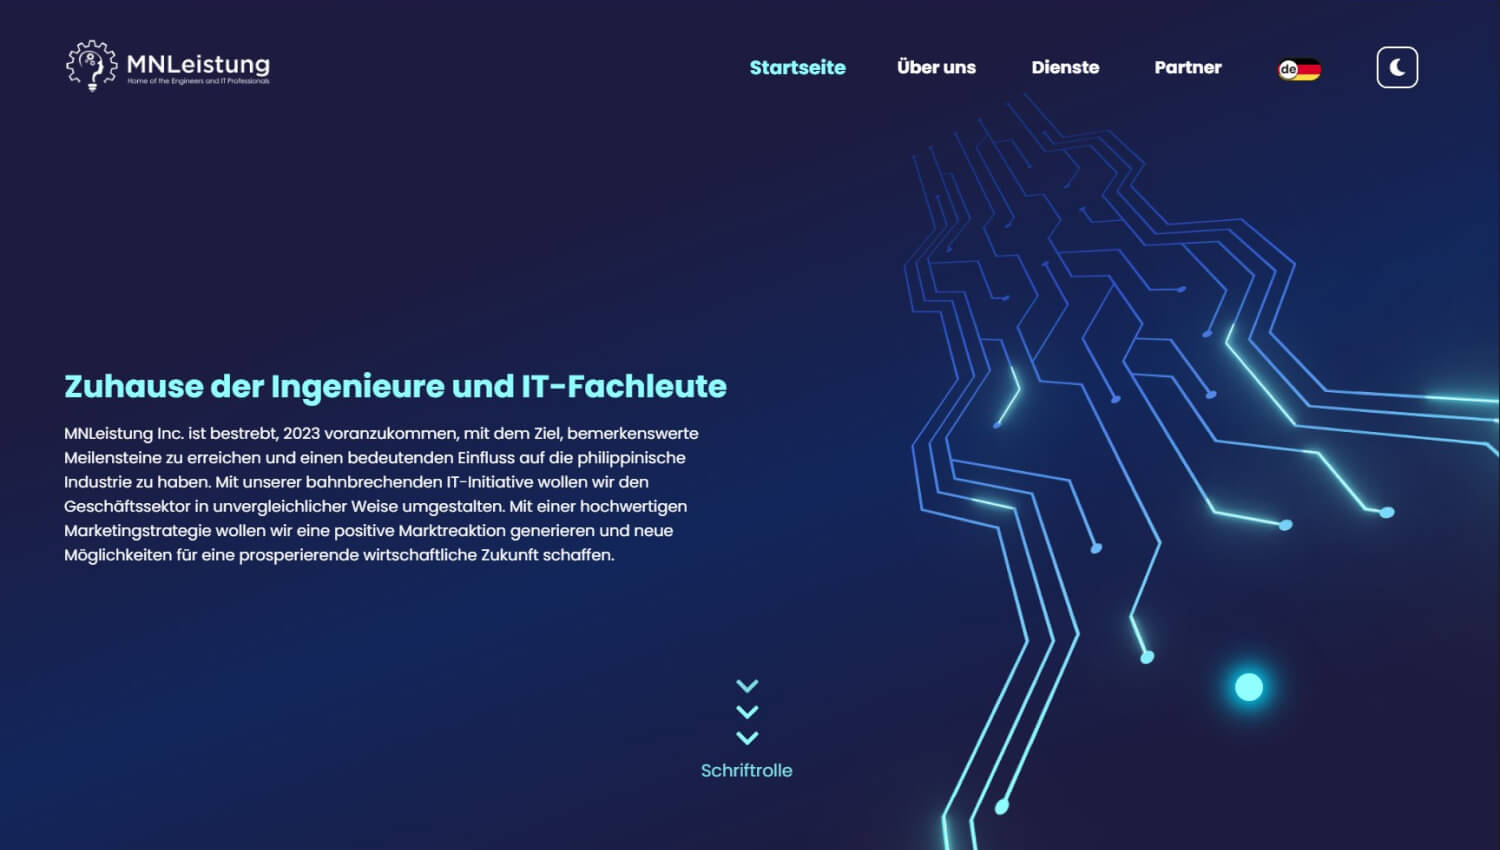 MNLeistung
Home of the Engineers and IT Professionals
Startseite
Über uns
Dienste
Partner
de
Zuhause der Ingenieure und IT-Fachleute
MNLeistung Inc. ist bestrebt, 2023 voranzukommen, mit dem Ziel, bemerkenswerte
Meilensteine zu erreichen und einen bedeutenden Einfluss auf die philippinische
Industrie zu haben. Mit unserer bahnbrechenden IT-Initiative wollen wir den
Geschäftssektor in unvergleichlicher Weise umgestalten. Mit einer hochwertigen
Marketingstrategie wollen wir eine positive Marktreaktion generieren und neue
Möglichkeiten für eine prosperierende wirtschaftliche Zukunft schaffen.
Schriftrolle